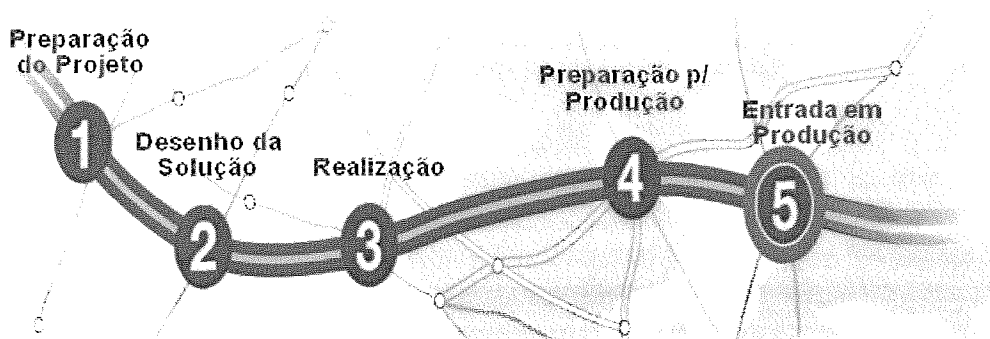 Preparação
do Projeto
1
Desenho da
Solução
2
Realização
3
Preparação p/
Produção
4
Entrada em
Produção
5